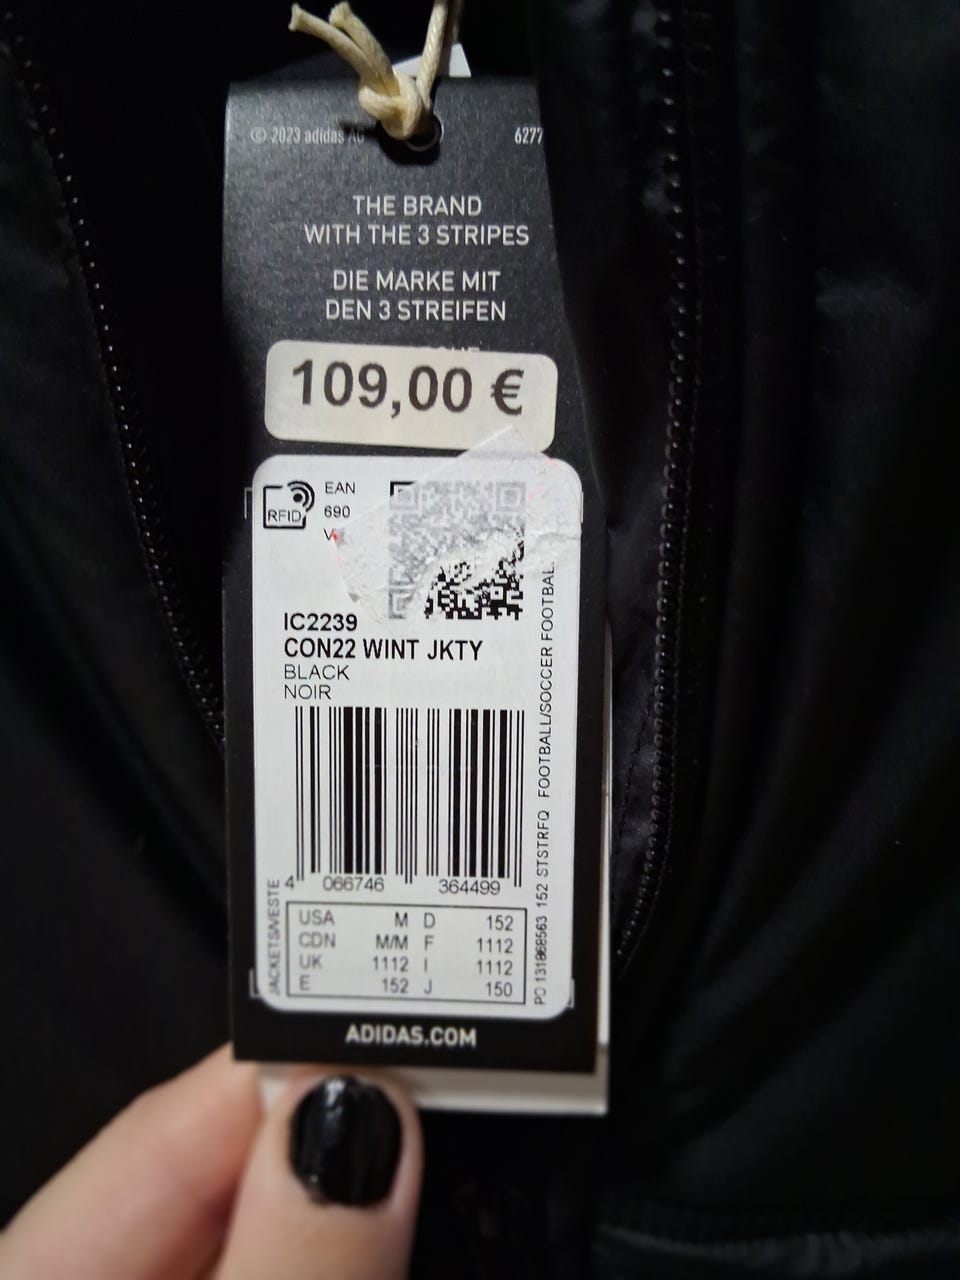 © 2023 adidas AG
6277
THE BRAND
WITH THE 3 STRIPES
DIE MARKE MIT
DEN 3 STREIFEN
109,00 €
RFID
EAN
690
IC2239
CON22 WINT JKTY
BLACK
NOIR
4 066746 364499
JACKETS/VESTE
PO 131868563 152 STSTRFQ FOOTBALL/SOCCER FOOTBAL
USA M D 152
CDN M/M F 1112
UK 1112 I 1112
E 152 J 150
ADIDAS.COM